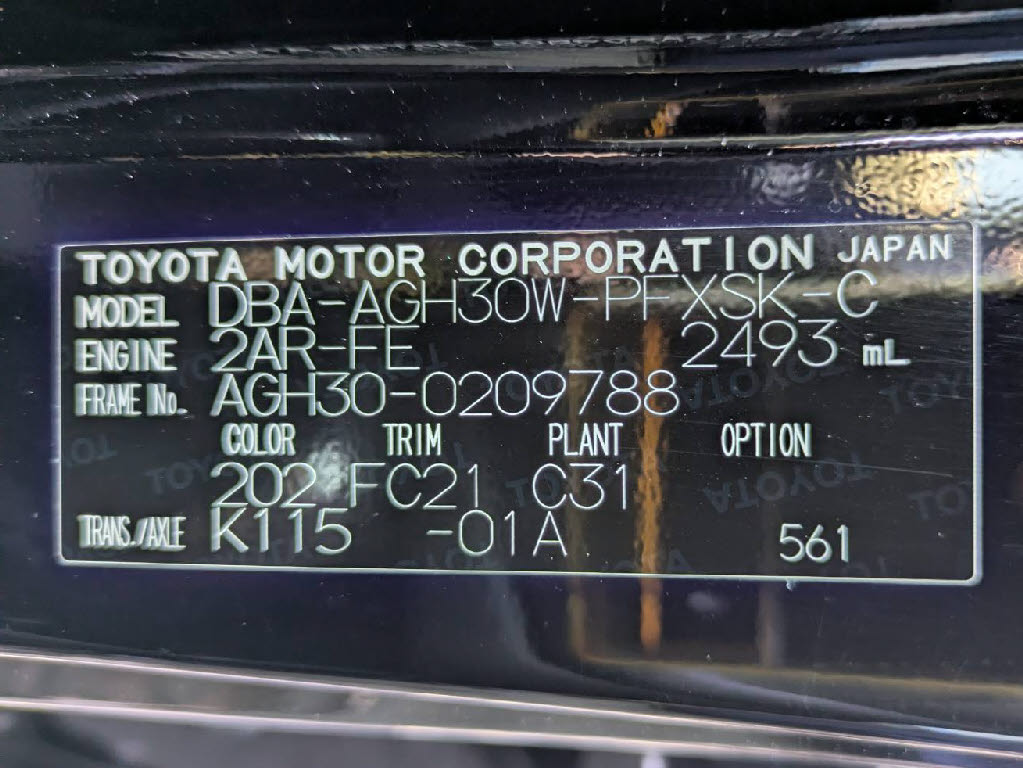 TOYOTA MOTOR CORPORATION JAPAN
MODEL DBA-AGH30W-PFXSK-C
ENGINE 2AR-FE 2493 mL
FRAME No. AGH30-0209788
COLOR TRIM PLANT OPTION
202 FC21 C31
TRANS./AXLE K115 -01A 561